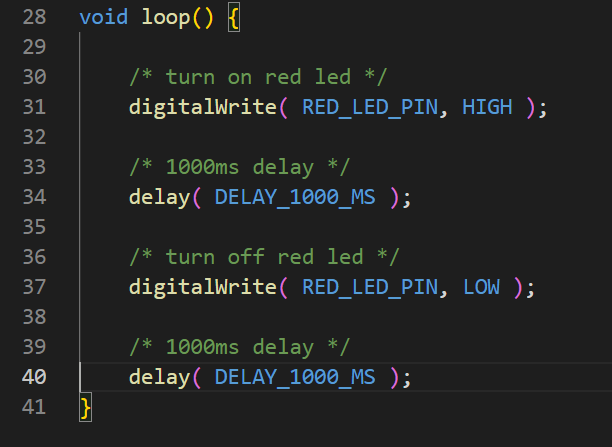 28 void loop() {
29
30     /* turn on red led */
31     digitalWrite( RED_LED_PIN, HIGH );
32
33     /* 1000ms delay */
34     delay( DELAY_1000_MS );
35
36     /* turn off red led */
37     digitalWrite( RED_LED_PIN, LOW );
38
39     /* 1000ms delay */
40     delay( DELAY_1000_MS );
41 }